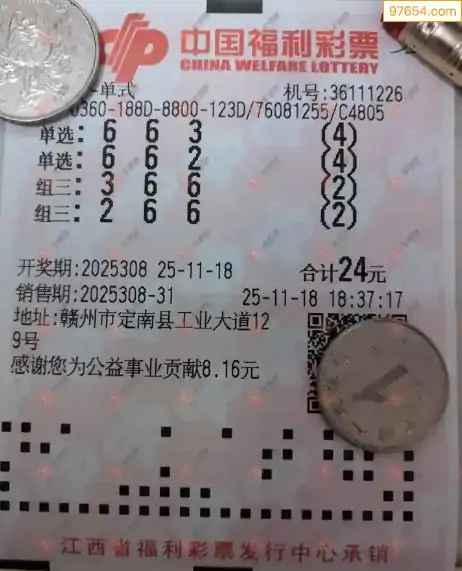 97654.com
中国福利彩票
CHINA WELFARE LOTTERY
-单式 机号:36111226
0360-188D-8800-123D/76081255/C4805
单选: 6 6 3 (4)
单选: 6 6 2 (4)
组三: 3 6 6 (2)
组三: 2 6 6 (2)
开奖期:2025308 25-11-18 合计24元
销售期:2025308-31 25-11-18 18:37:17
地址:赣州市定南县工业大道12
9号
感谢您为公益事业贡献8.16元
江西省福利彩票发行中心承销